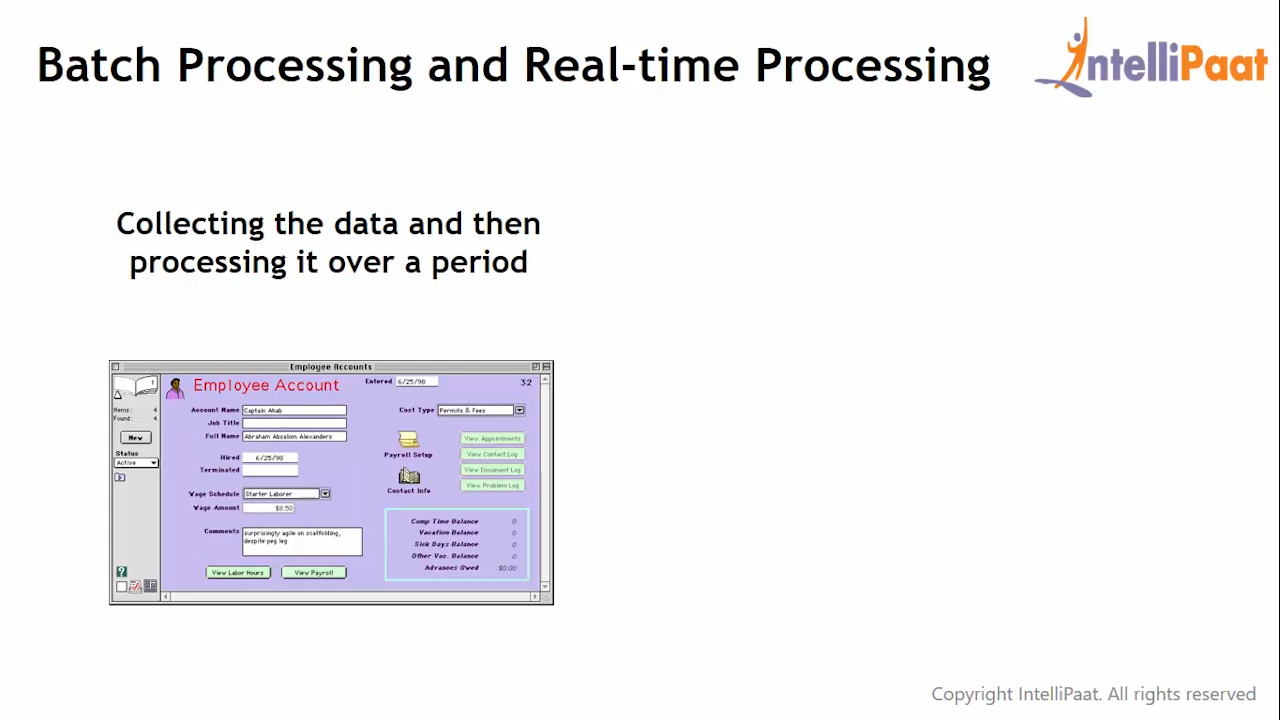 Batch Processing and Real-time Processing
IntelliPaat
Collecting the data and then
processing it over a period
Employee Accounts
Employee Account
Entered 6/25/98
32
Items: 4
Found: 4
New
Status
Active
Account Name Captain Ahab
Job Title
Full Name Abraham Absalom Alexanders
Hired 6/25/98
Terminated
Wage Schedule Starter Laborer
Wage Amount $8.50
Comments surprisingly agile on scaffolding,
despite peg leg
View Labor Hours View Payroll
Cost Type Permits & Fees
Payroll Setup
Contact Info
View Appointments
View Contact Log
View Document Log
View Problem Log
Comp Time Balance 0
Vacation Balance 0
Sick Days Balance 0
Other Vac. Balance 0
Advances Owed $0.00
Copyright IntelliPaat. All rights reserved